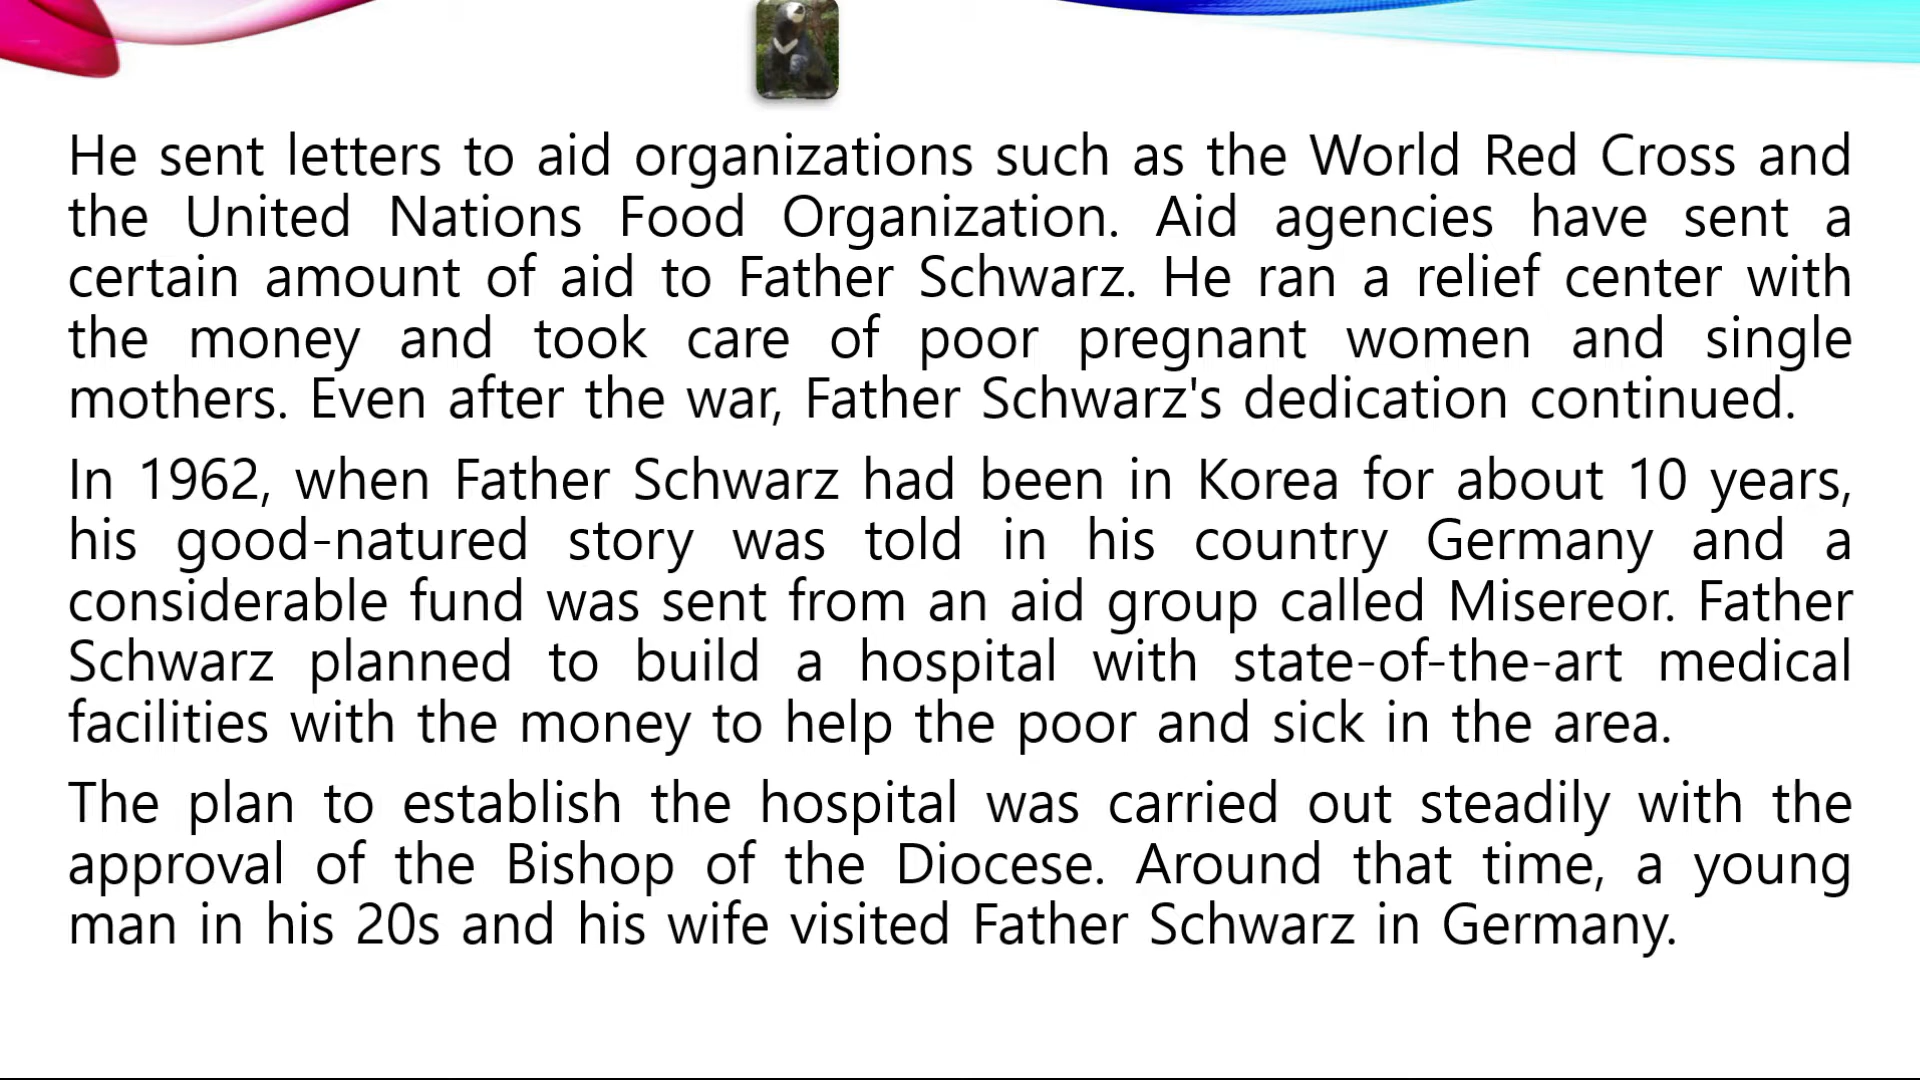 He sent letters to aid organizations such as the World Red Cross and
the United Nations Food Organization. Aid agencies have sent a
certain amount of aid to Father Schwarz. He ran a relief center with
the money and took care of poor pregnant women and single
mothers. Even after the war, Father Schwarz's dedication continued.
In 1962, when Father Schwarz had been in Korea for about 10 years,
his good-natured story was told in his country Germany and a
considerable fund was sent from an aid group called Misereor. Father
Schwarz planned to build a hospital with state-of-the-art medical
facilities with the money to help the poor and sick in the area.
The plan to establish the hospital was carried out steadily with the
approval of the Bishop of the Diocese. Around that time, a young
man in his 20s and his wife visited Father Schwarz in Germany.